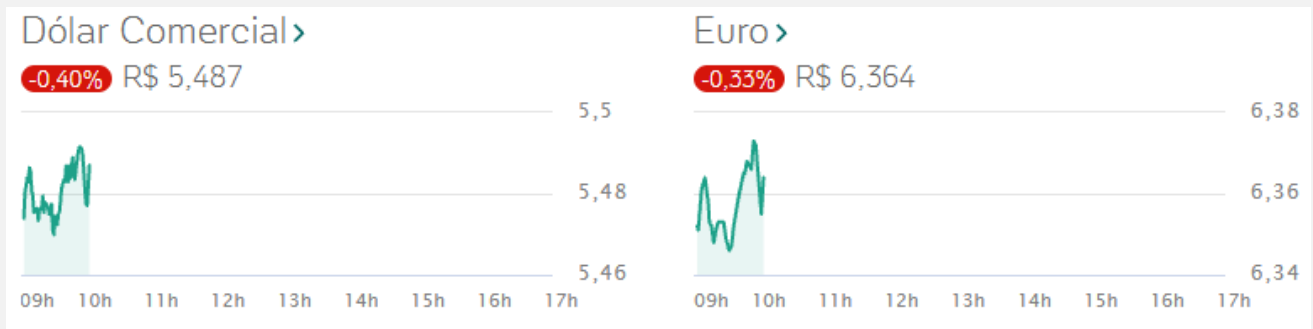 Dólar Comercial >
-0,40% R$ 5,487
5,5
5,48
5,46
09h 10h 11h 12h 13h 14h 15h 16h 17h
Euro >
-0,33% R$ 6,364
6,38
6,36
6,34
09h 10h 11h 12h 13h 14h 15h 16h 17h